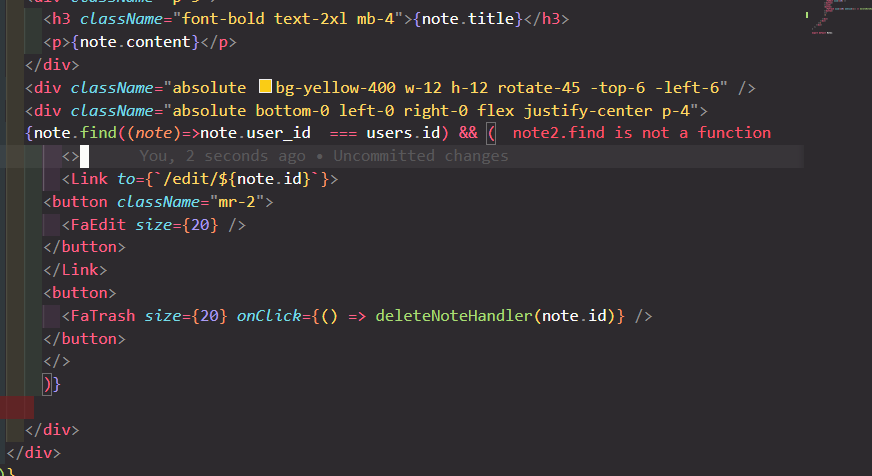 <h3 className="font-bold text-2xl mb-4">{note.title}</h3>
<p>{note.content}</p>
</div>
<div className="absolute bg-yellow-400 w-12 h-12 rotate-45 -top-6 -left-6" />
<div className="absolute bottom-0 left-0 right-0 flex justify-center p-4">
{note.find((note)=>note.user_id  === users.id) && (  note2.find is not a function
<>  You, 2 seconds ago • Uncommitted changes
<Link to={`/edit/${note.id}`}>
<button className="mr-2">
<FaEdit size={20} />
</button>
</Link>
<button>
<FaTrash size={20} onClick={() => deleteNoteHandler(note.id)} />
</button>
</>
)}
</div>
</div>
)}